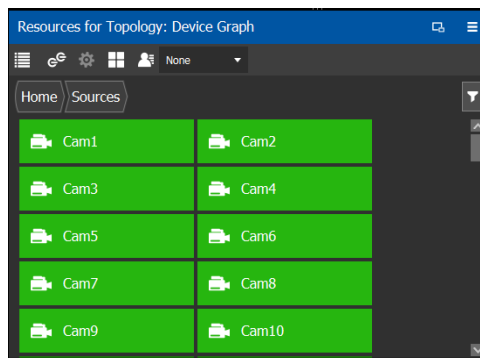 Resources for Topology: Device Graph
None
Home Sources
Cam1 Cam2
Cam3 Cam4
Cam5 Cam6
Cam7 Cam8
Cam9 Cam10